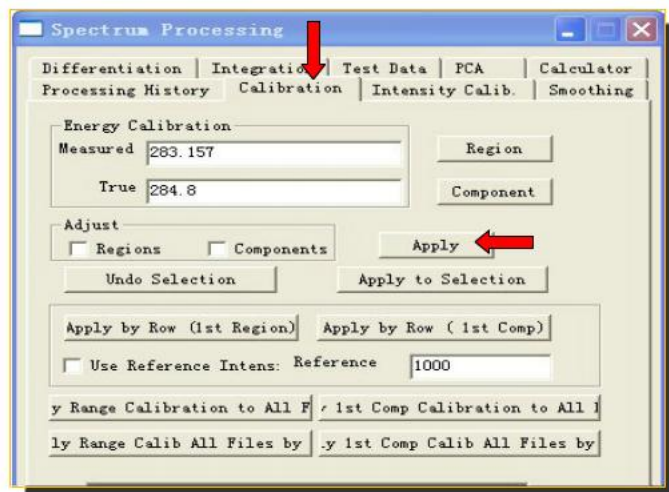 Spectrum Processing
Differentiation Integration Test Data PCA Calculator
Processing History Calibration Intensity Calib. Smoothing
Energy Calibration
Measured 283.157 Region
True 284.8 Component
Adjust
Regions Components Apply
Undo Selection Apply to Selection
Apply by Row (1st Region) Apply by Row ( 1st Comp)
Use Reference Intens: Reference 1000
y Range Calibration to All F 1st Comp Calibration to All
ly Range Calib All Files by .y 1st Comp Calib All Files by